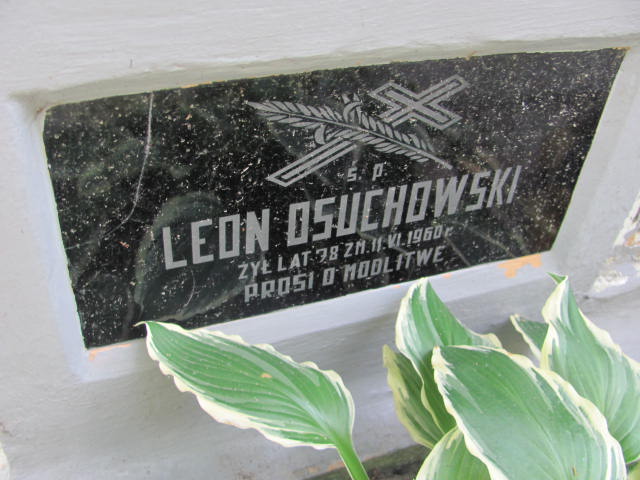 Ś. P
LEON OSUCHOWSKI
ŻYŁ LAT 78 ZM 11.VI.1960 r.
PROSI O MODLITWĘ